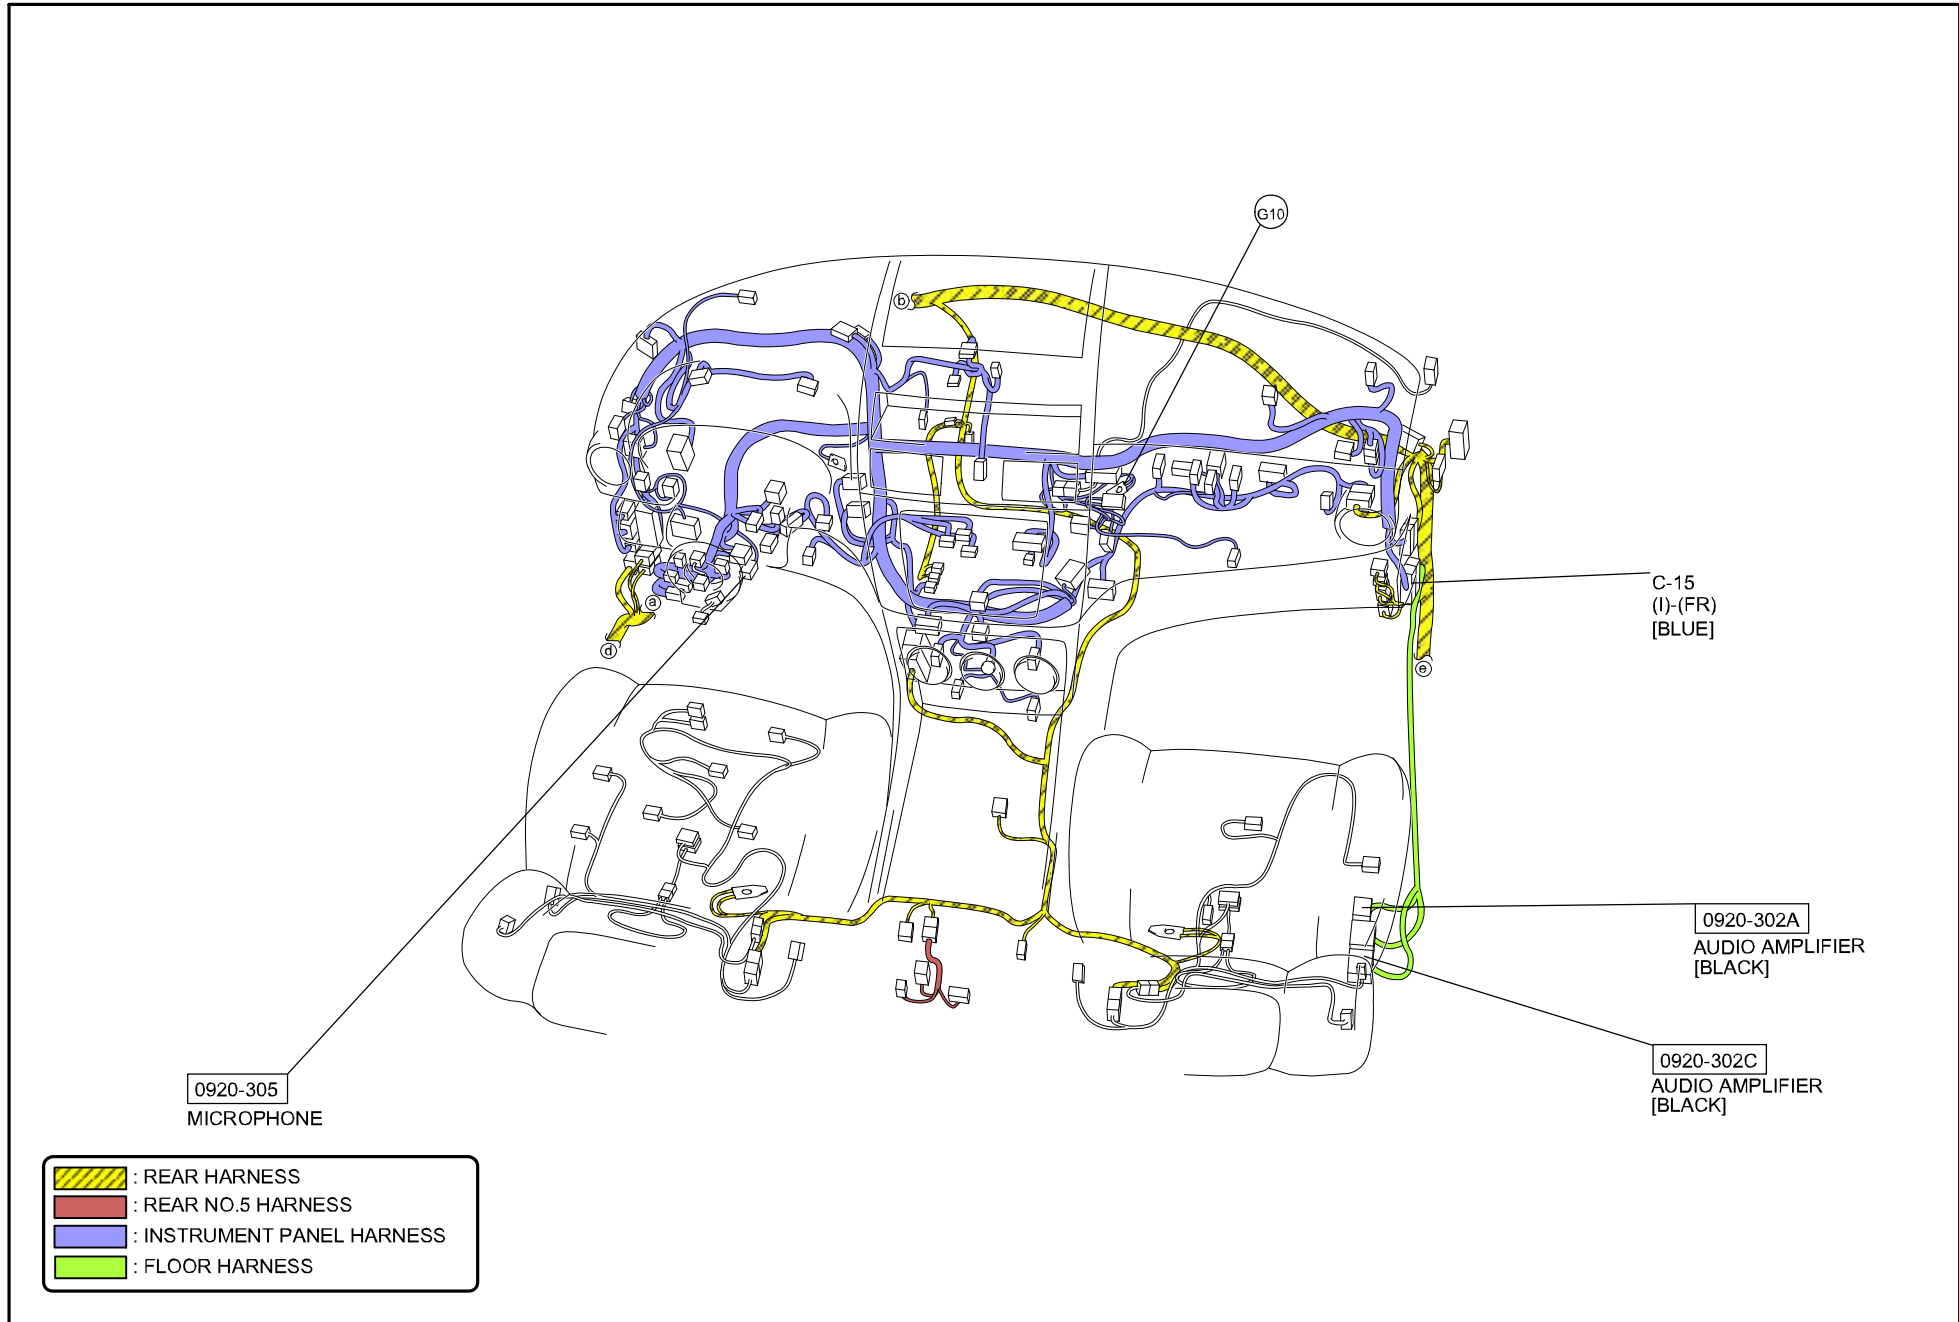 G10
b
a
d
e
C-15
(I)-(FR)
[BLUE]
0920-302A
AUDIO AMPLIFIER
[BLACK]
0920-302C
AUDIO AMPLIFIER
[BLACK]
0920-305
MICROPHONE
: REAR HARNESS
: REAR NO.5 HARNESS
: INSTRUMENT PANEL HARNESS
: FLOOR HARNESS